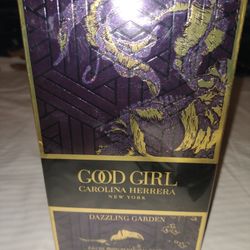 GOOD GIRL
CAROLINA HERRERA
NEW YORK
DAZZLING GARDEN